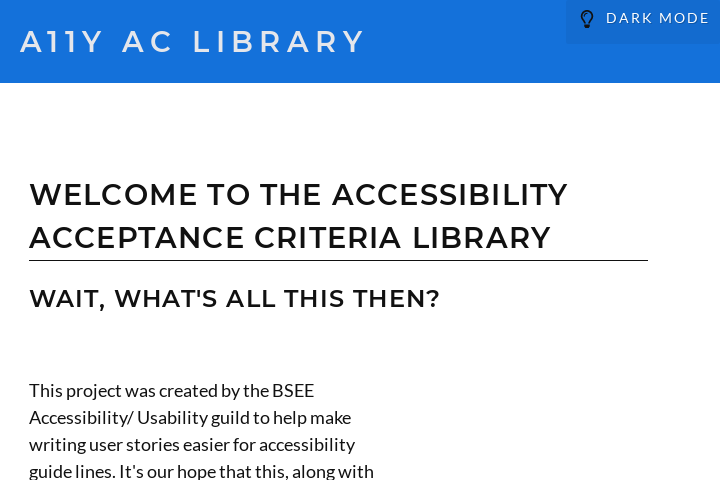 A11Y AC LIBRARY
DARK MODE
WELCOME TO THE ACCESSIBILITY
ACCEPTANCE CRITERIA LIBRARY
WAIT, WHAT'S ALL THIS THEN?
This project was created by the BSEE
Accessibility/ Usability guild to help make
writing user stories easier for accessibility
guide lines. It's our hope that this, along with